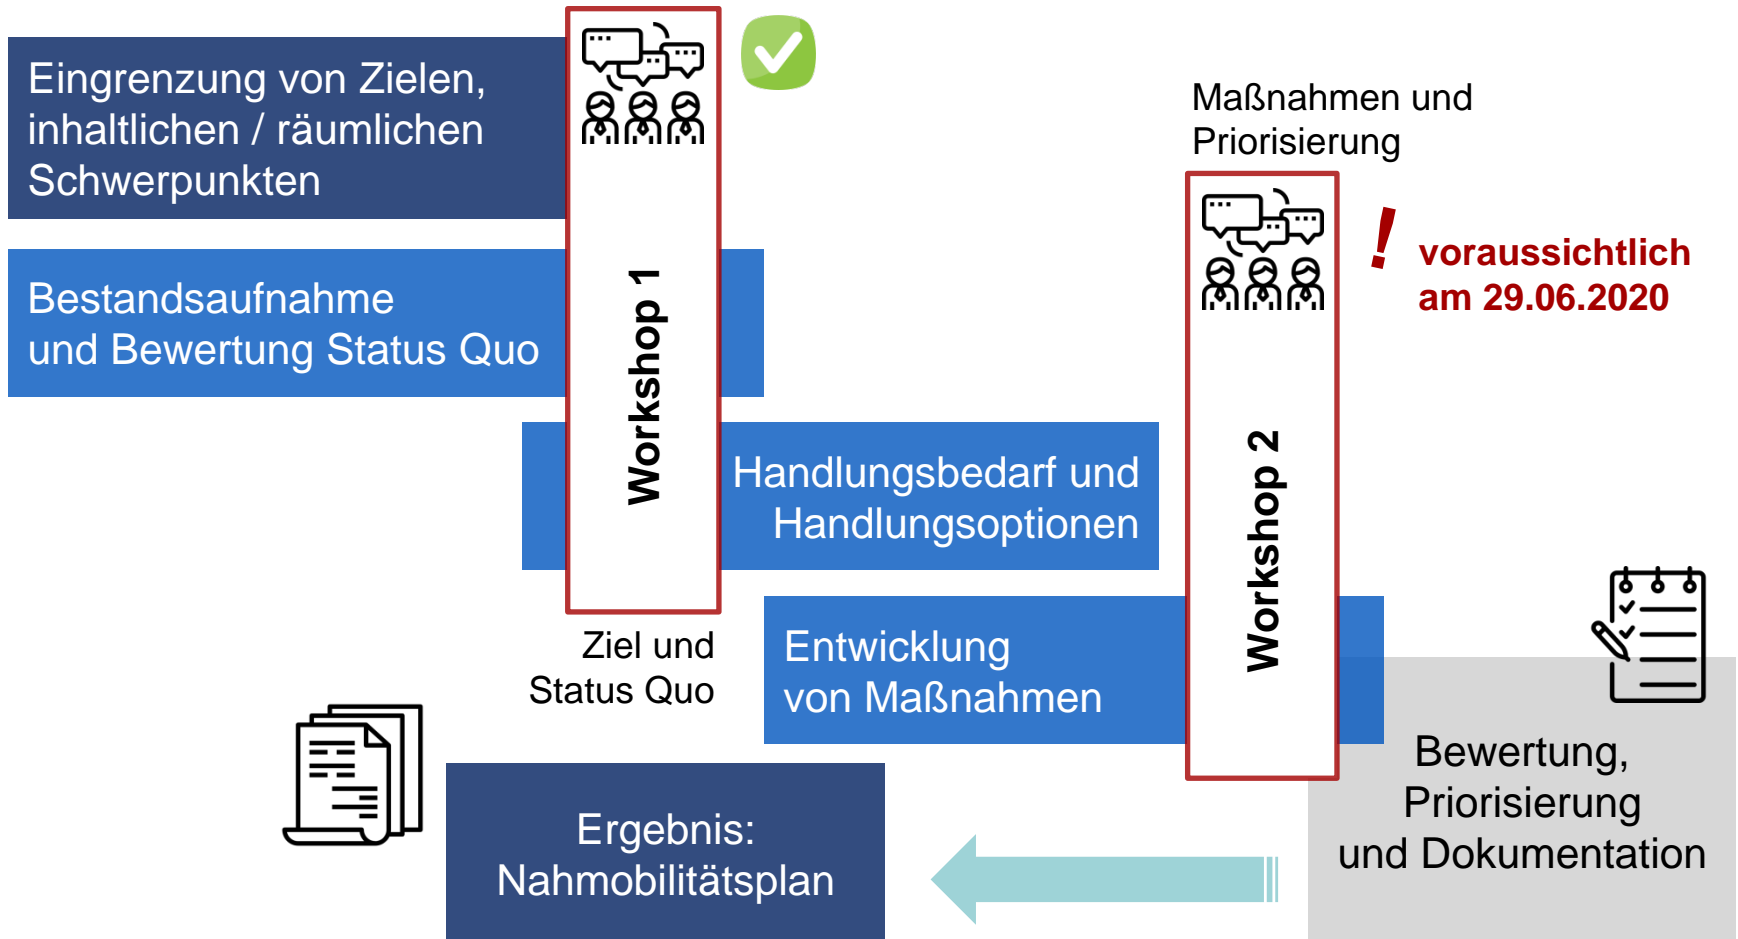 Eingrenzung von Zielen,
inhaltlichen / räumlichen
Schwerpunkten
Bestandsaufnahme
und Bewertung Status Quo
Workshop 1
Ziel und
Status Quo
Handlungsbedarf und
Handlungsoptionen
Maßnahmen und
Priorisierung
Workshop 2
!
voraussichtlich
am 29.06.2020
Entwicklung
von Maßnahmen
Bewertung,
Priorisierung
und Dokumentation
Ergebnis:
Nahmobilitätsplan